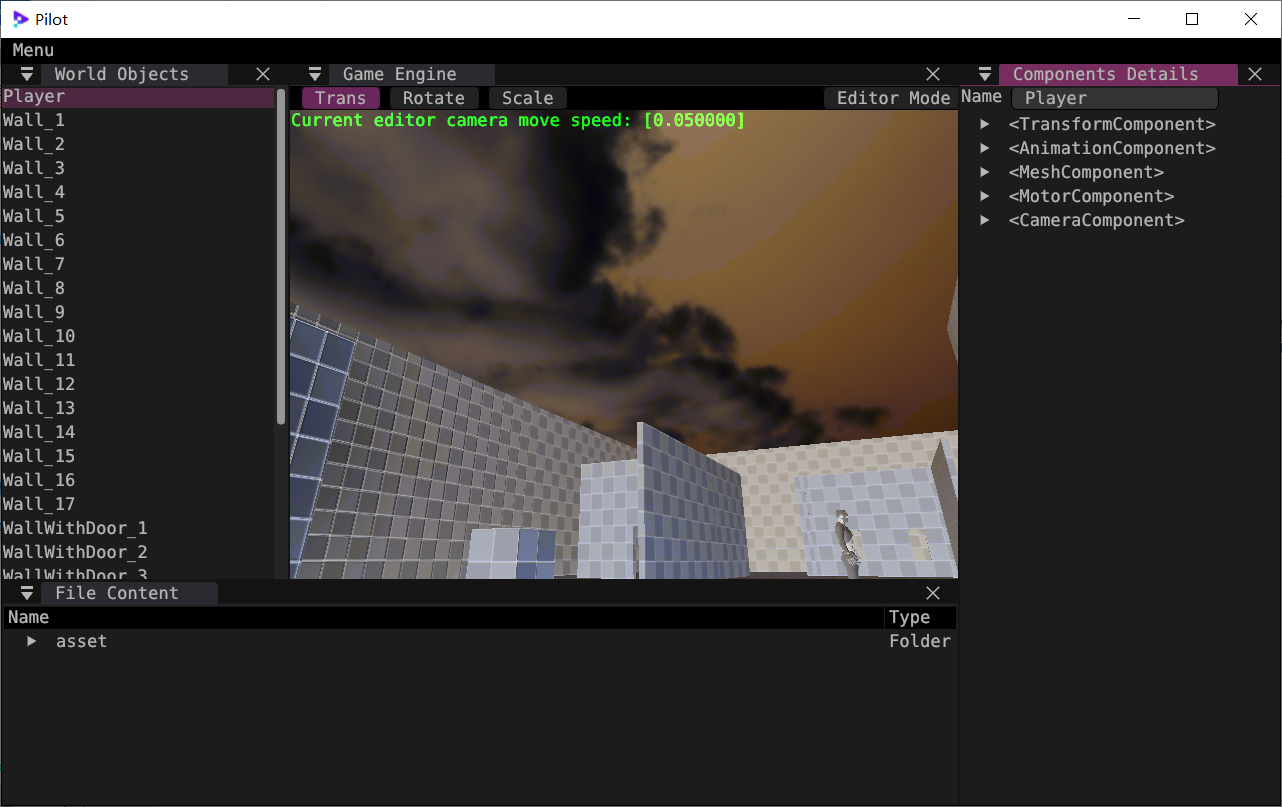 Pilot
Menu
World Objects
Game Engine
Components Details
Player
Wall_1
Wall_2
Wall_3
Wall_4
Wall_5
Wall_6
Wall_7
Wall_8
Wall_9
Wall_10
Wall_11
Wall_12
Wall_13
Wall_14
Wall_15
Wall_16
Wall_17
WallWithDoor_1
WallWithDoor_2
WallWithDoor_3
Trans Rotate Scale Editor Mode
Current editor camera move speed: [0.050000]
Name Player
<TransformComponent>
<AnimationComponent>
<MeshComponent>
<MotorComponent>
<CameraComponent>
File Content
Name Type
asset Folder